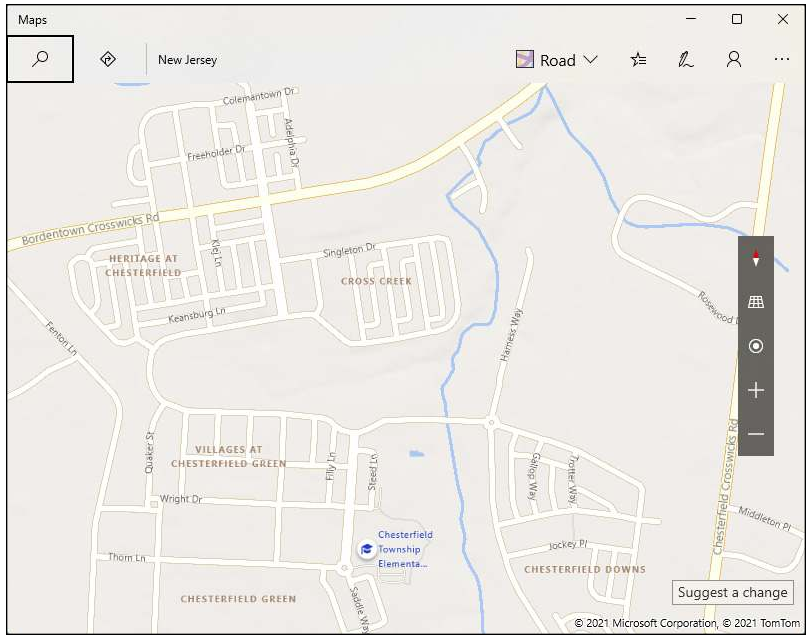 Maps
New Jersey
Road
Colemantown Dr
Adelphia Dr
Freeholder Dr
Bordentown Crosswicks Rd
Klej Ln
Singleton Dr
HERITAGE AT
CHESTERFIELD
CROSS CREEK
Rosewood
Keansburg Ln
Fenton Ln
Harness Way
Chesterfield Crosswicks Rd
Quaker St
VILLAGES AT
CHESTERFIELD GREEN
Filly Ln
Steed Ct
Gallop Way
Trotter Way
Wright Dr
Middleton Pl
Chesterfield
Township
Elementa...
Jockey Pl
Thorn Ln
CHESTERFIELD DOWNS
CHESTERFIELD GREEN
Saddle Way
Suggest a change
© 2021 Microsoft Corporation, © 2021 TomTom